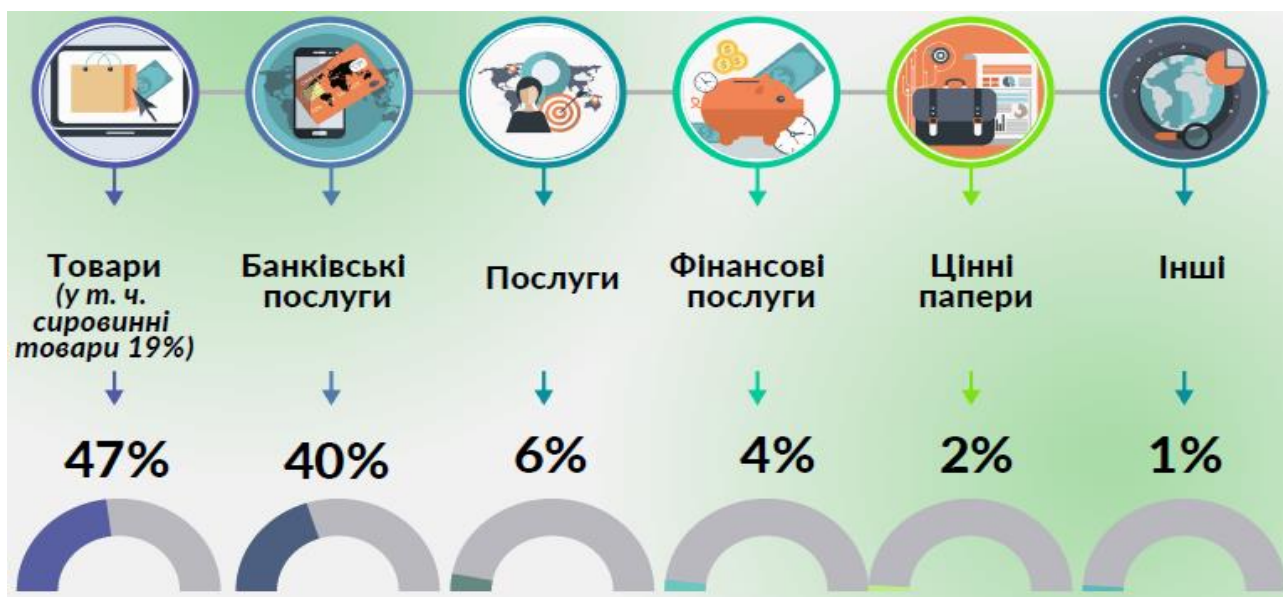 Товари
(у т. ч.
сировинні
товари 19%)
Банківські
послуги
Послуги
Фінансові
послуги
Цінні
папери
Інші
47%
40%
6%
4%
2%
1%